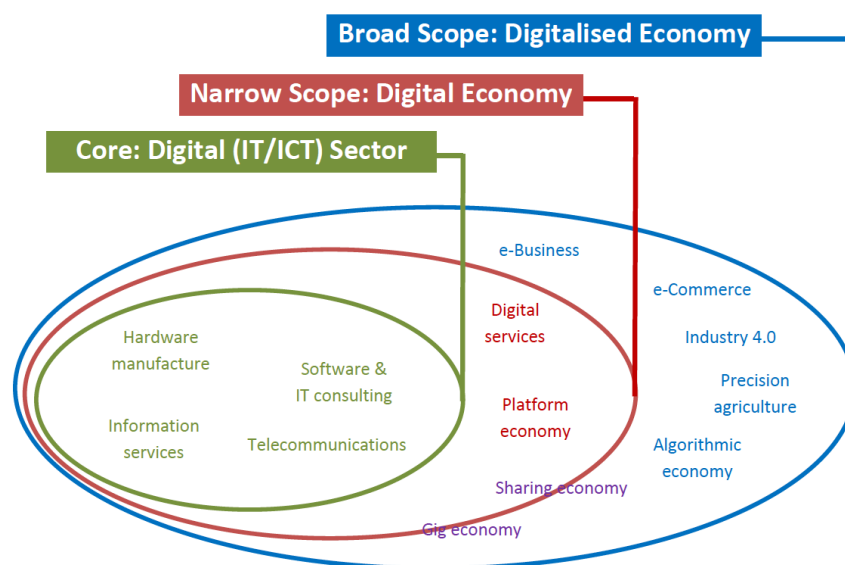 Broad Scope: Digitalised Economy
Narrow Scope: Digital Economy
Core: Digital (IT/ICT) Sector
e-Business
e-Commerce
Digital
services
Industry 4.0
Hardware
manufacture
Software &
IT consulting
Precision
agriculture
Platform
economy
Information
services
Telecommunications
Algorithmic
economy
Sharing economy
Gig economy